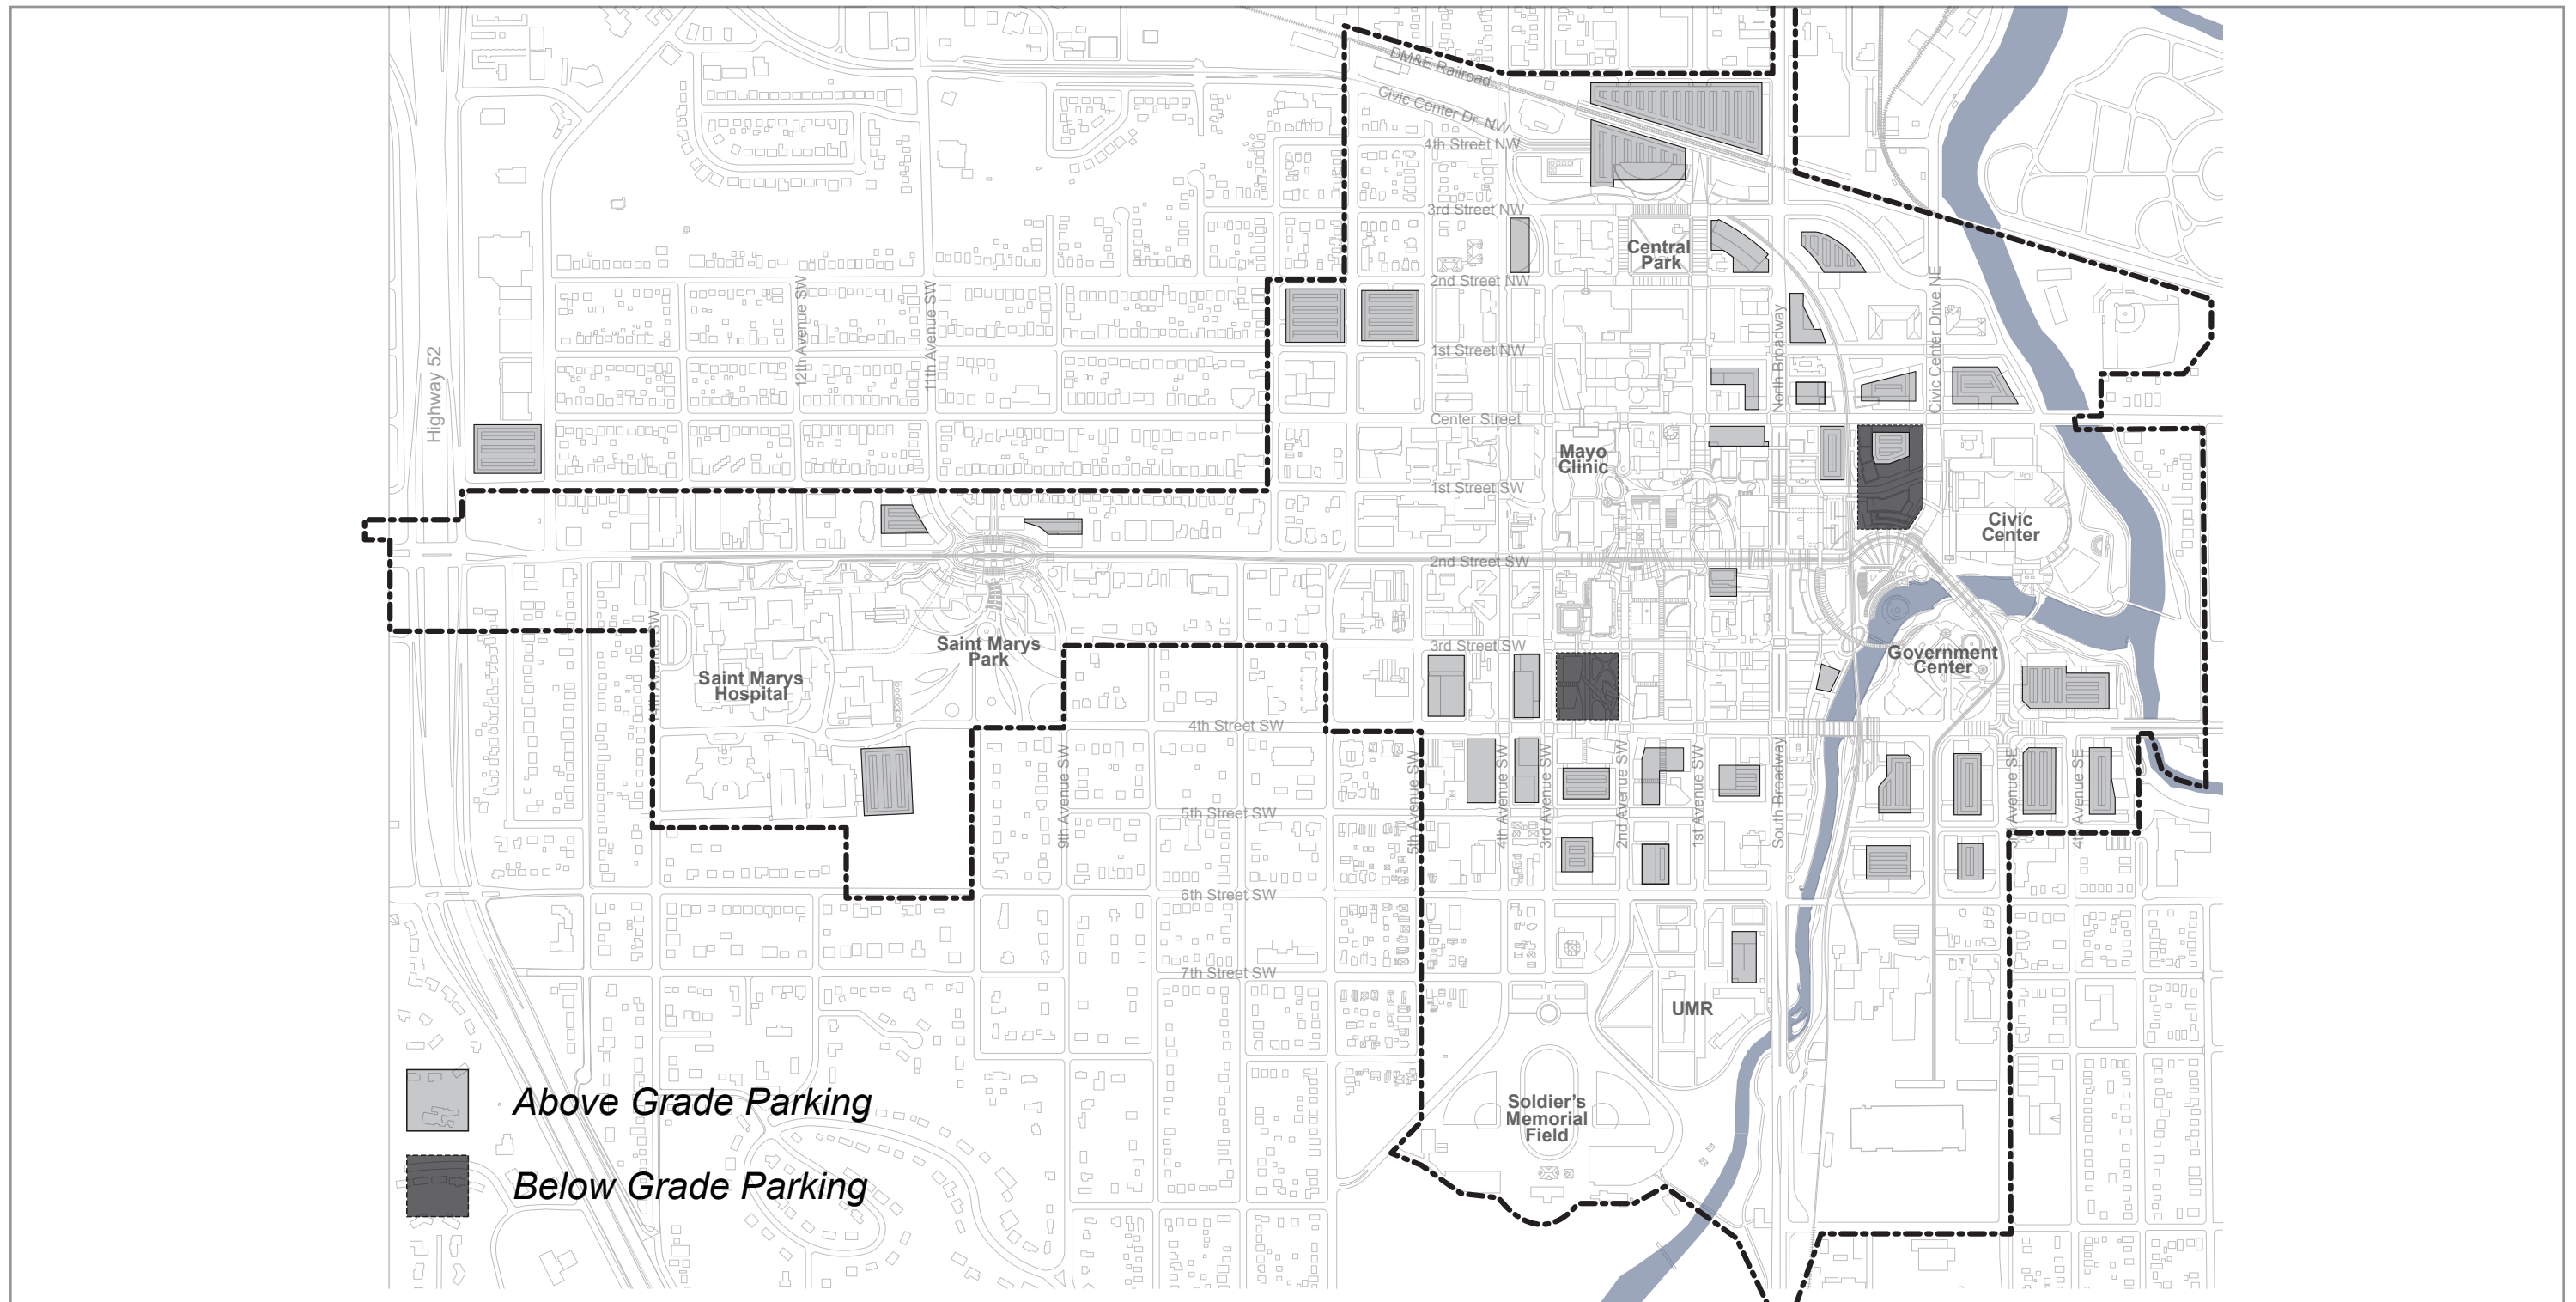 DM&E Railroad
Civic Center Dr. NW
4th Street NW
3rd Street NW
Central
Park
2nd Street NW
12th Avenue SW
11th Avenue SW
Highway 52
1st Street NW
North Broadway
Civic Center Drive NE
Center Street
Mayo
Clinic
1st Street SW
Civic
Center
2nd Street SW
Saint Marys
Park
3rd Street SW
Government
Center
Saint Marys
Hospital
4th Street SW
9th Avenue SW
5th Avenue SW
4th Avenue SW
3rd Avenue SW
2nd Avenue SW
1st Avenue SW
South Broadway
Avenue SE
4th Avenue SE
5th Street SW
6th Street SW
7th Street SW
UMR
Soldier's
Memorial
Field
Above Grade Parking
Below Grade Parking